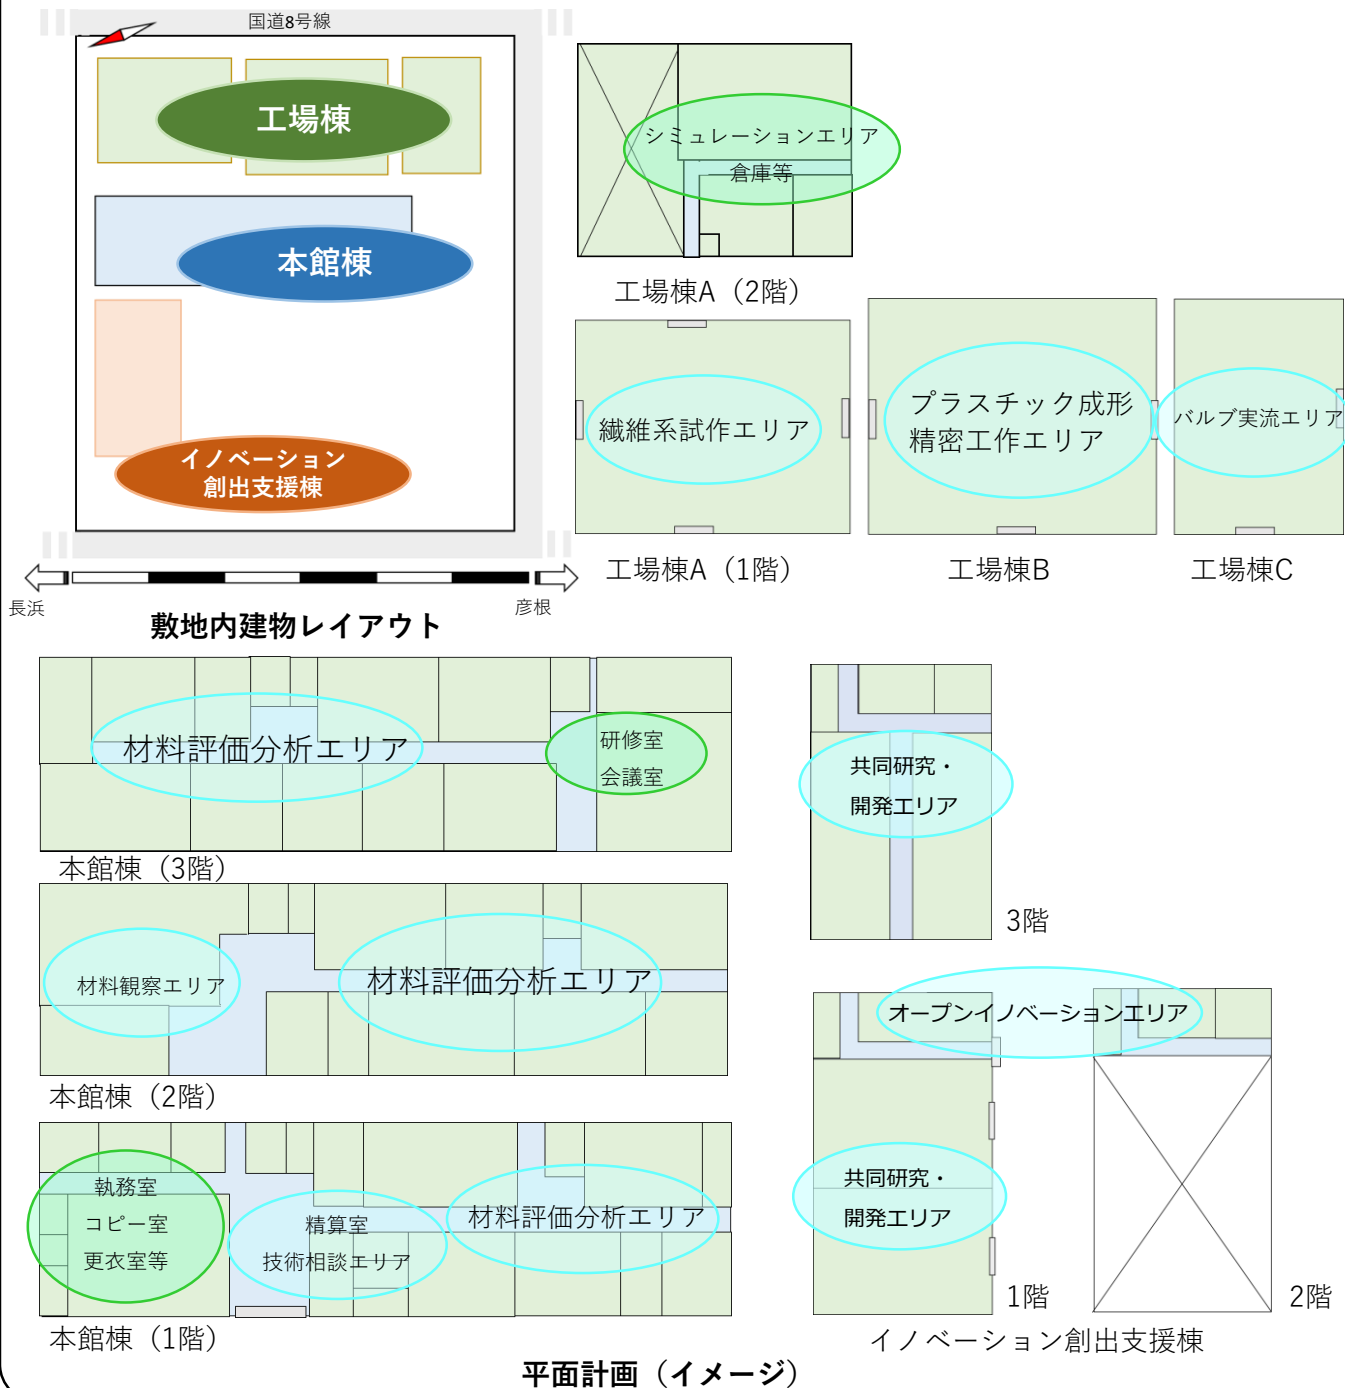 国道8号線
工場棟
本館棟
イノベーション
創出支援棟
長浜
彦根
敷地内建物レイアウト
シミュレーションエリア
倉庫等
工場棟A（2階）
繊維系試作エリア
工場棟A（1階）
プラスチック成形
精密工作エリア
工場棟B
バルブ実流エリア
工場棟C
材料評価分析エリア
研修室
会議室
本館棟（3階）
材料観察エリア
材料評価分析エリア
本館棟（2階）
執務室
コピー室
更衣室等
精算室
技術相談エリア
材料評価分析エリア
本館棟（1階）
共同研究・
開発エリア
3階
オープンイノベーションエリア
共同研究・
開発エリア
1階
2階
イノベーション創出支援棟
平面計画（イメージ）